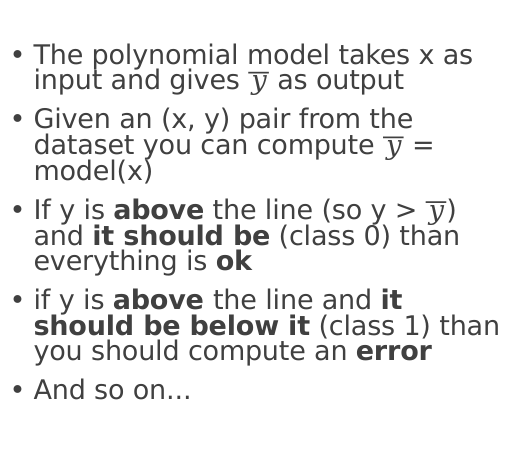 • The polynomial model takes x as
input and gives y̅ as output
• Given an (x, y) pair from the
dataset you can compute y̅ =
model(x)
• If y is above the line (so y > y̅)
and it should be (class 0) than
everything is ok
• if y is above the line and it
should be below it (class 1) than
you should compute an error
• And so on...